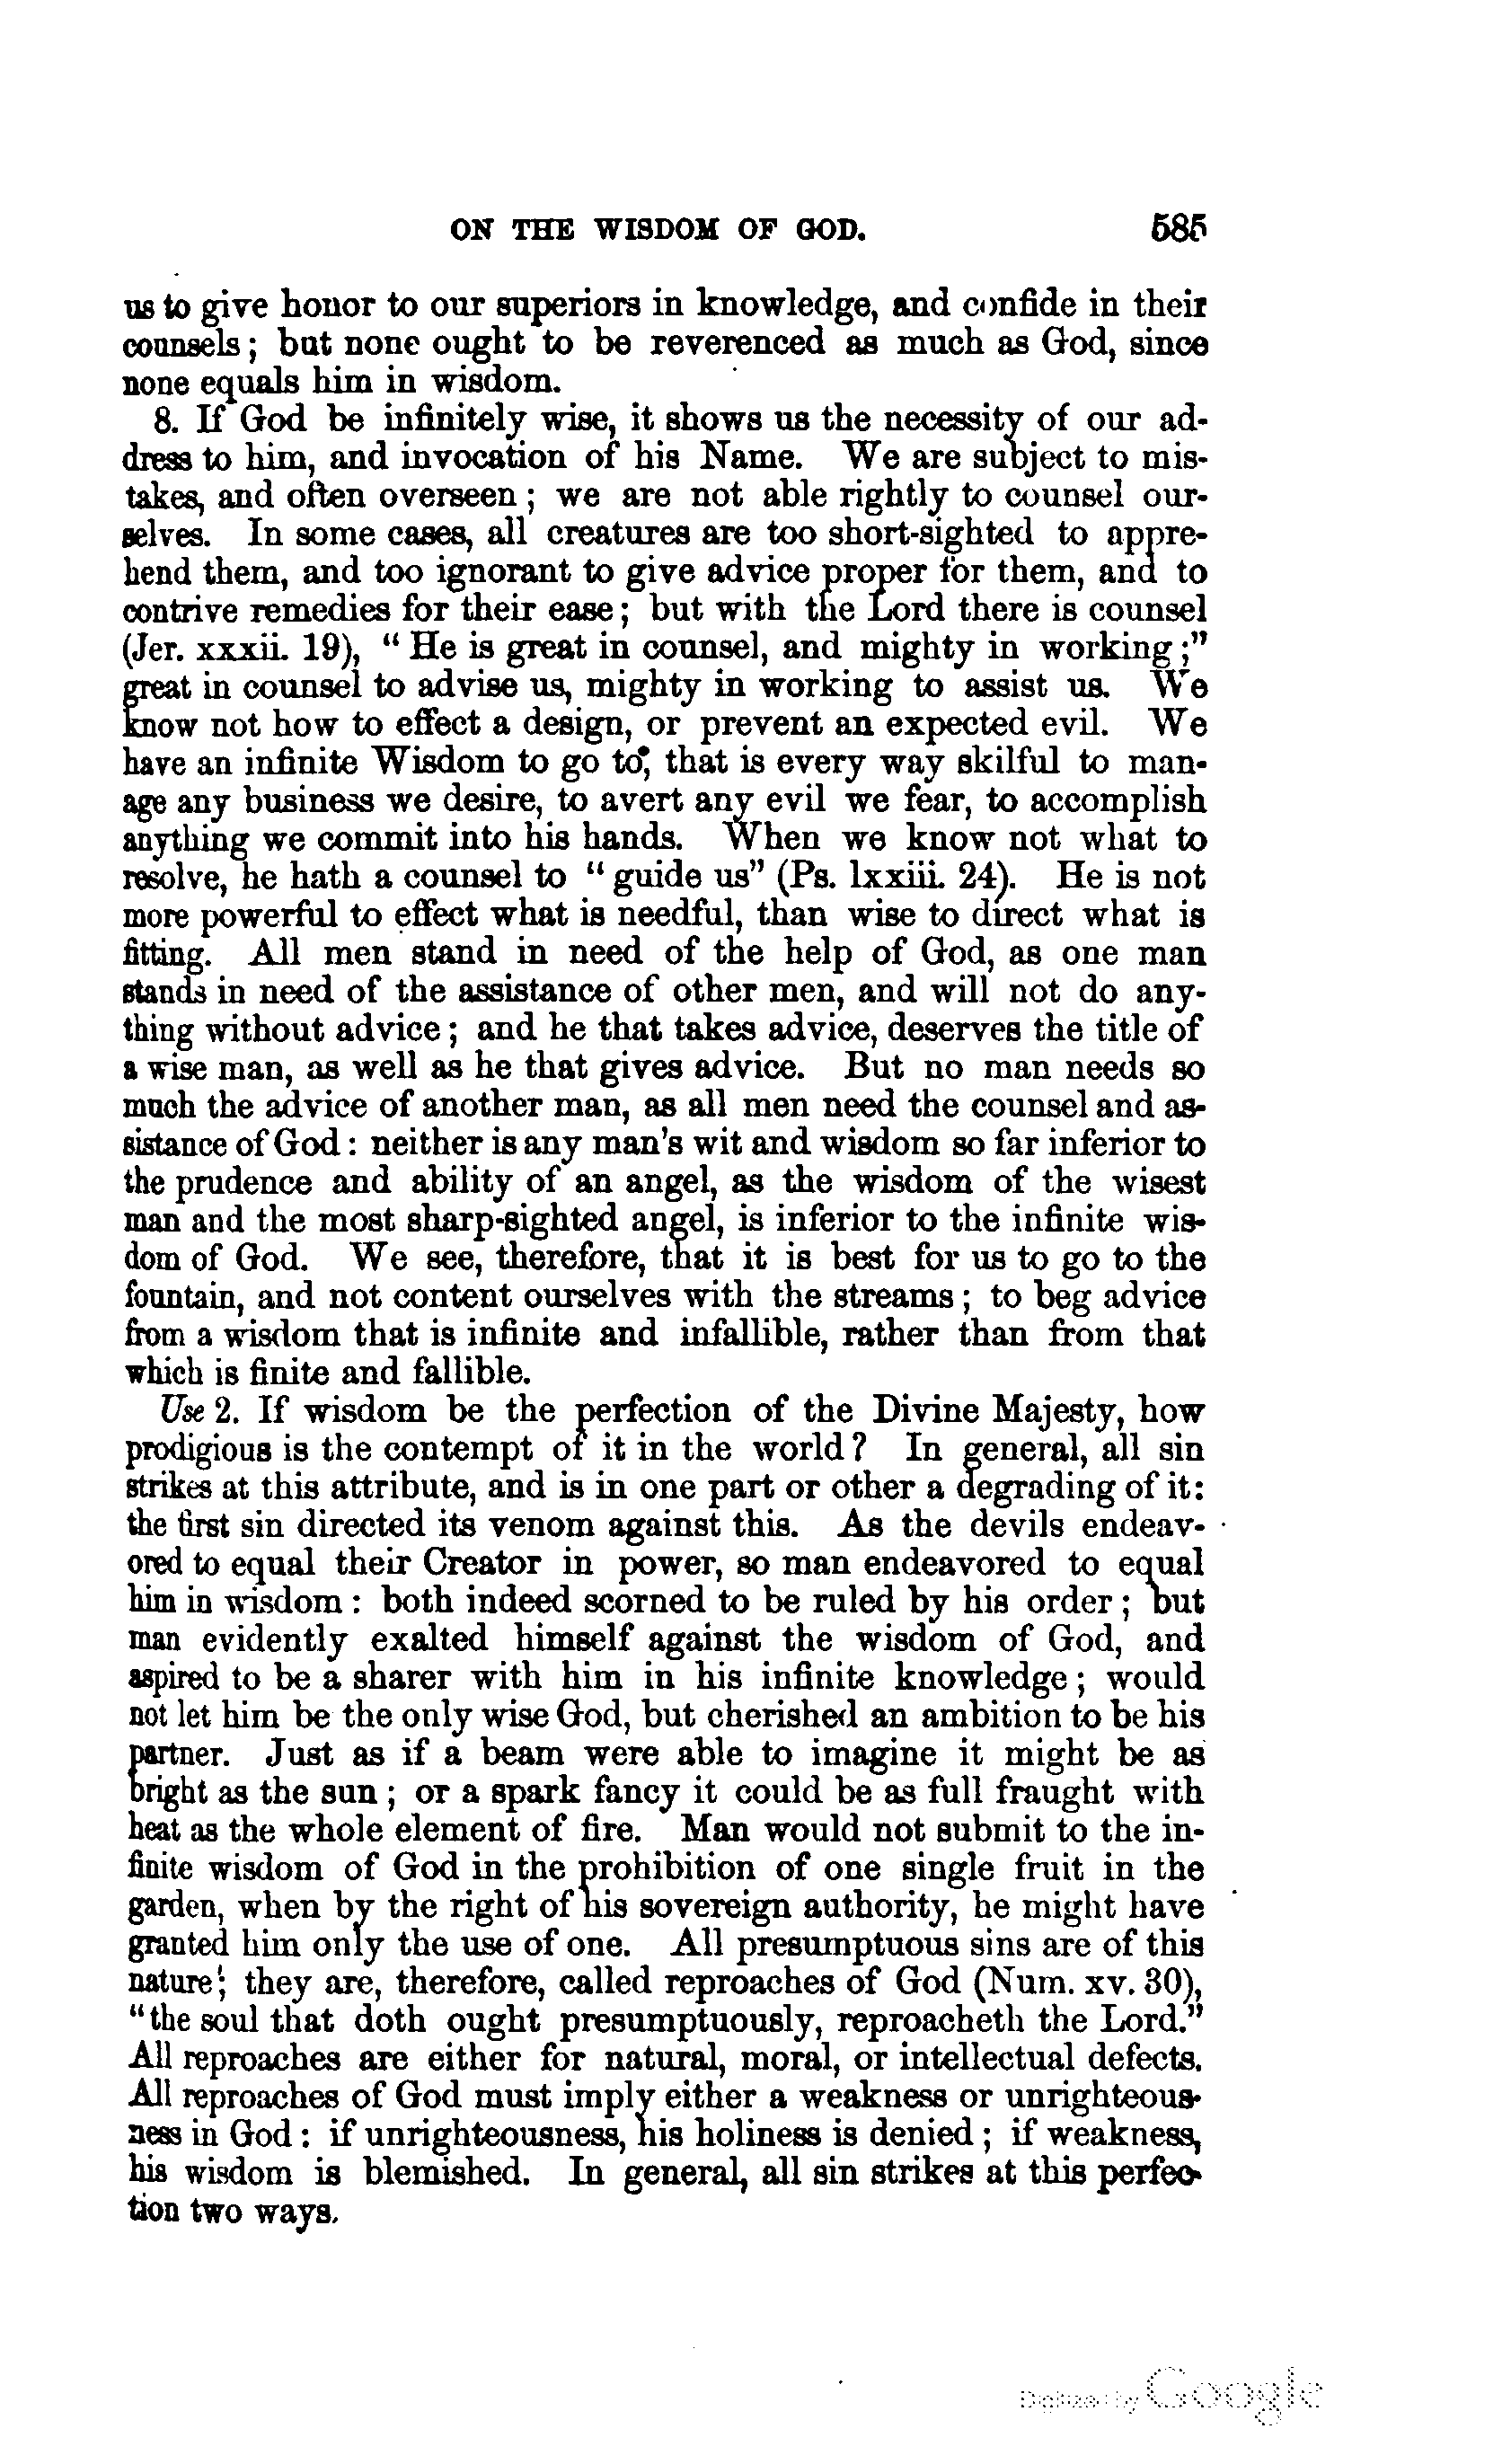 ON THE WISDOM OF GOD. 585
us to give honor to our superiors in knowledge, and confide in their
counsels; but none ought to be reverenced as much as God, since
none equals him in wisdom.
8. If God be infinitely wise, it shows us the necessity of our ad-
dress to him, and invocation of his Name. We are subject to mis-
takes, and often overseen; we are not able rightly to counsel our-
selves. In some cases, all creatures are too short-sighted to appre-
hend them, and too ignorant to give advice proper for them, and to
contrive remedies for their ease; but with the Lord there is counsel
(Jer. xxxii. 19), "He is great in counsel, and mighty in working;"
great in counsel to advise us, mighty in working to assist us. We
know not how to effect a design, or prevent an expected evil. We
have an infinite Wisdom to go to, that is every way skilful to man-
age any business we desire, to avert any evil we fear, to accomplish
anything we commit into his hands. When we know not what to
resolve, he hath a counsel to "guide us" (Ps. lxxiii. 24). He is not
more powerful to effect what is needful, than wise to direct what is
fitting. All men stand in need of the help of God, as one man
stands in need of the assistance of other men, and will not do any-
thing without advice; and he that takes advice, deserves the title of
a wise man, as well as he that gives advice. But no man needs so
much the advice of another man, as all men need the counsel and as-
sistance of God: neither is any man's wit and wisdom so far inferior to
the prudence and ability of an angel, as the wisdom of the wisest
man and the most sharp-sighted angel, is inferior to the infinite wis-
dom of God. We see, therefore, that it is best for us to go to the
fountain, and not content ourselves with the streams; to beg advice
from a wisdom that is infinite and infallible, rather than from that
which is finite and fallible.
Use 2. If wisdom be the perfection of the Divine Majesty, how
prodigious is the contempt of it in the world? In general, all sin
strikes at this attribute, and is in one part or other a degrading of it:
the first sin directed its venom against this. As the devils endeav-
ored to equal their Creator in power, so man endeavored to equal
him in wisdom: both indeed scorned to be ruled by his order; but
man evidently exalted himself against the wisdom of God, and
aspired to be a sharer with him in his infinite knowledge; would
not let him be the only wise God, but cherished an ambition to be his
partner. Just as if a beam were able to imagine it might be as
bright as the sun; or a spark fancy it could be as full fraught with
heat as the whole element of fire. Man would not submit to the in-
finite wisdom of God in the prohibition of one single fruit in the
garden, when by the right of his sovereign authority, he might have
granted him only the use of one. All presumptuous sins are of this
nature; they are, therefore, called reproaches of God (Num. xv. 30),
"the soul that doth ought presumptuously, reproacheth the Lord."
All reproaches are either for natural, moral, or intellectual defects.
All reproaches of God must imply either a weakness or unrighteous-
ness in God: if unrighteousness, his holiness is denied; if weakness,
his wisdom is blemished. In general, all sin strikes at this perfec-
tion two ways.
Digitized by Google